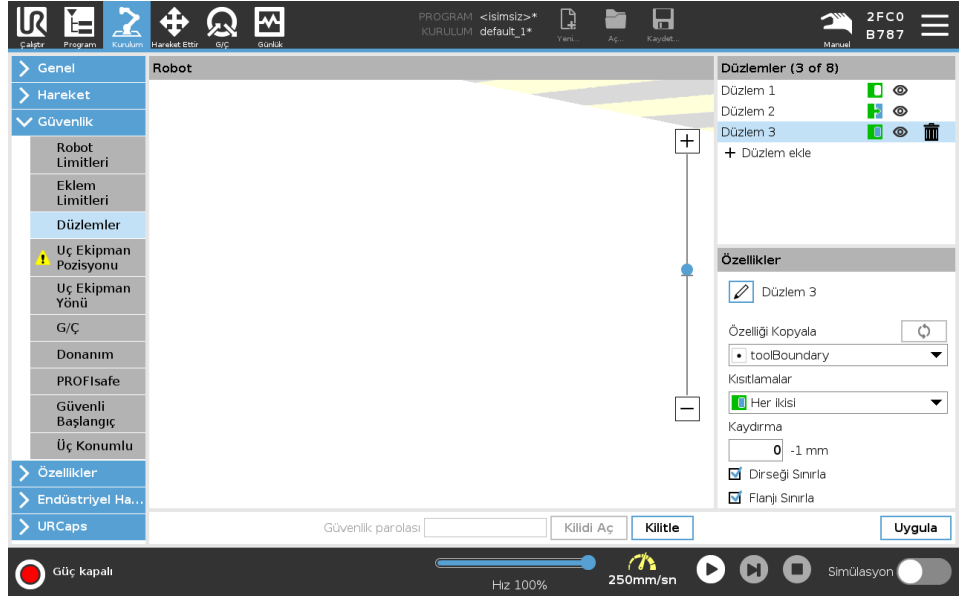 PROGRAM <isimsiz>*
KURULUM default_1*
Çalıştır
Program
Kurulum
Hareket Ettir
G/Ç
Günlük
Yeni...
Aç...
Kaydet...
Manuel
2FC0
B787
Genel
Hareket
Güvenlik
Robot
Limitleri
Eklem
Limitleri
Düzlemler
Uç Ekipman
Pozisyonu
Uç Ekipman
Yönü
G/Ç
Donanım
PROFIsafe
Güvenli
Başlangıç
Üç Konumlu
Özellikler
Endüstriyel Ha...
URCaps
Robot
Düzlemler (3 of 8)
Düzlem 1
Düzlem 2
Düzlem 3
+ Düzlem ekle
Özellikler
Düzlem 3
Özelliği Kopyala
toolBoundary
Kısıtlamalar
Her ikisi
Kaydırma
0 -1 mm
Dirseği Sınırla
Flanjı Sınırla
Güvenlik parolası
Kilidi Aç
Kilitle
Uygula
Güç kapalı
Hız 100%
250mm/sn
Simülasyon